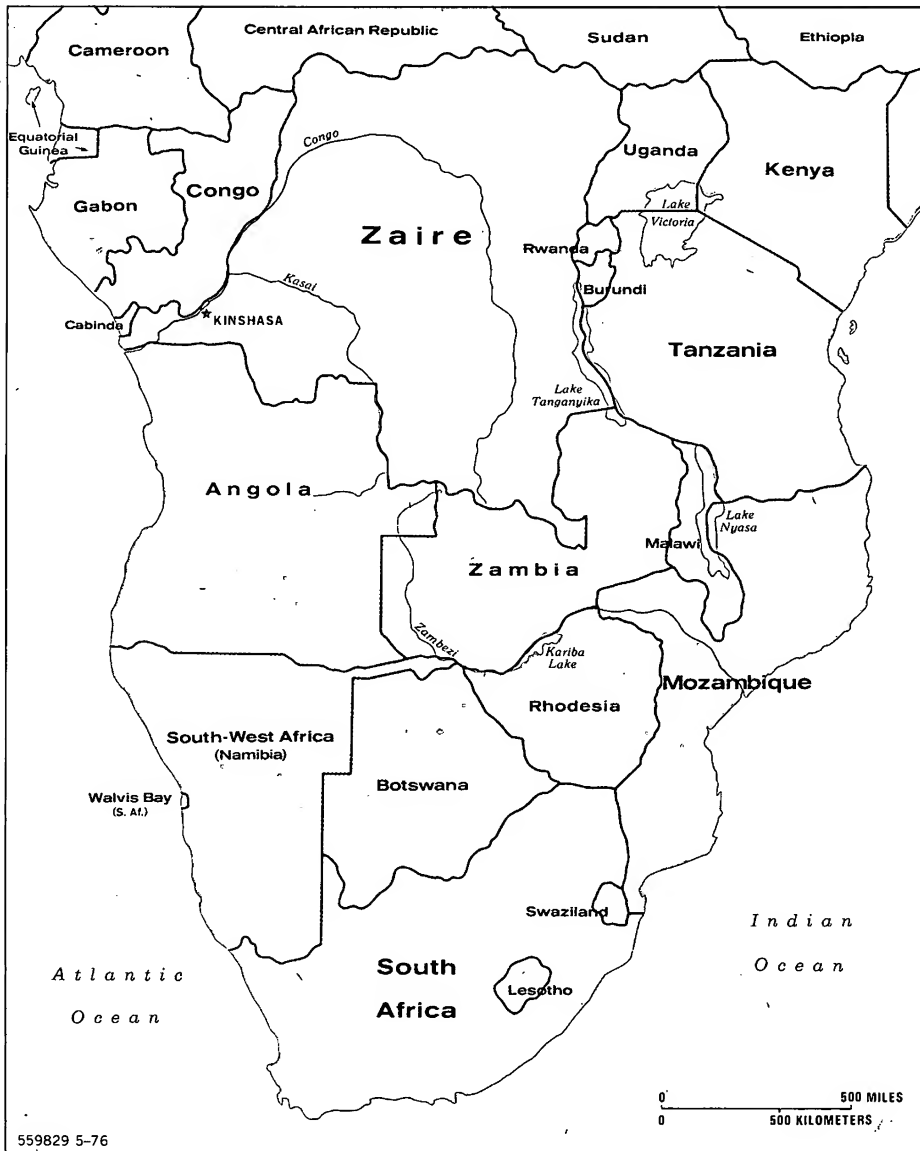 Cameroon
Central African Republic
Sudan
Ethiopia
Equatorial
Guinea
Gabon
Congo
Congo
Uganda
Kenya
Lake
Victoria
Zaire
Rwanda
Burundi
Kasai
Cabinda
KINSHASA
Tanzania
Lake
Tanganyika
Angola
Lake
Nyasa
Malawi
Zambia
Zambezi
Kariba
Lake
Mozambique
Rhodesia
South-West Africa
(Namibia)
Botswana
Walvis Bay
(S. Af.)
Swaziland
Indian
Ocean
South
Africa
Lesotho
Atlantic
Ocean
0 500 MILES
0 500 KILOMETERS
559829 5-76